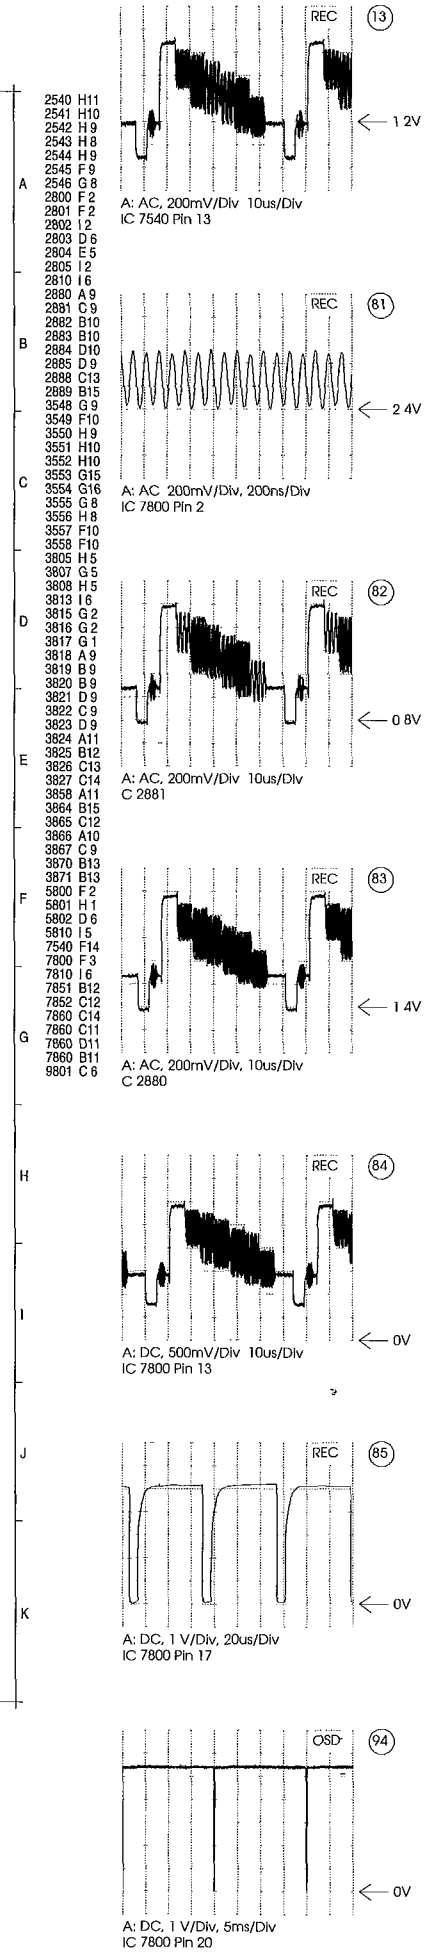 A
B
C
D
E
F
G
H
I
J
K
2540 H11
2541 H10
2542 H 9
2543 H 8
2544 H 9
2545 F 9
2546 G 8
2800 F 2
2801 F 2
2802 I 2
2803 D 6
2804 E 5
2805 I 2
2810 I 6
2880 A 9
2881 C 9
2882 B10
2883 B10
2884 D10
2885 D 9
2888 C13
2889 B15
3548 G 9
3549 F10
3550 H 9
3551 H10
3552 H10
3553 G15
3554 G16
3555 G 8
3556 H 8
3557 F10
3558 F10
3805 H 5
3807 G 5
3808 H 5
3813 I 6
3815 G 2
3816 G 2
3817 G 1
3818 A 9
3819 B 9
3820 B 9
3821 D 9
3822 C 9
3823 D 9
3824 A11
3825 B12
3826 C13
3827 C14
3858 A11
3864 B15
3865 C12
3866 A10
3867 C 9
3870 B13
3871 B13
5800 F 2
5801 H 1
5802 D 6
5810 I 5
7540 F14
7800 F 3
7810 I 6
7851 B12
7852 C12
7860 C14
7860 C11
7860 D11
7860 B11
9801 C 6
REC 13
1 2V
A: AC, 200mV/Div 10us/Div
IC 7540 Pin 13
REC 81
2 4V
A: AC 200mV/Div, 200ns/Div
IC 7800 Pin 2
REC 82
0 8V
A: AC, 200mV/Div 10us/Div
C 2881
REC 83
1 4V
A: AC, 200mV/Div, 10us/Div
C 2880
REC 84
0V
A: DC, 500mV/Div 10us/Div
IC 7800 Pin 13
REC 85
0V
A: DC, 1 V/Div, 20us/Div
IC 7800 Pin 17
OSD 94
0V
A: DC, 1 V/Div, 5ms/Div
IC 7800 Pin 20